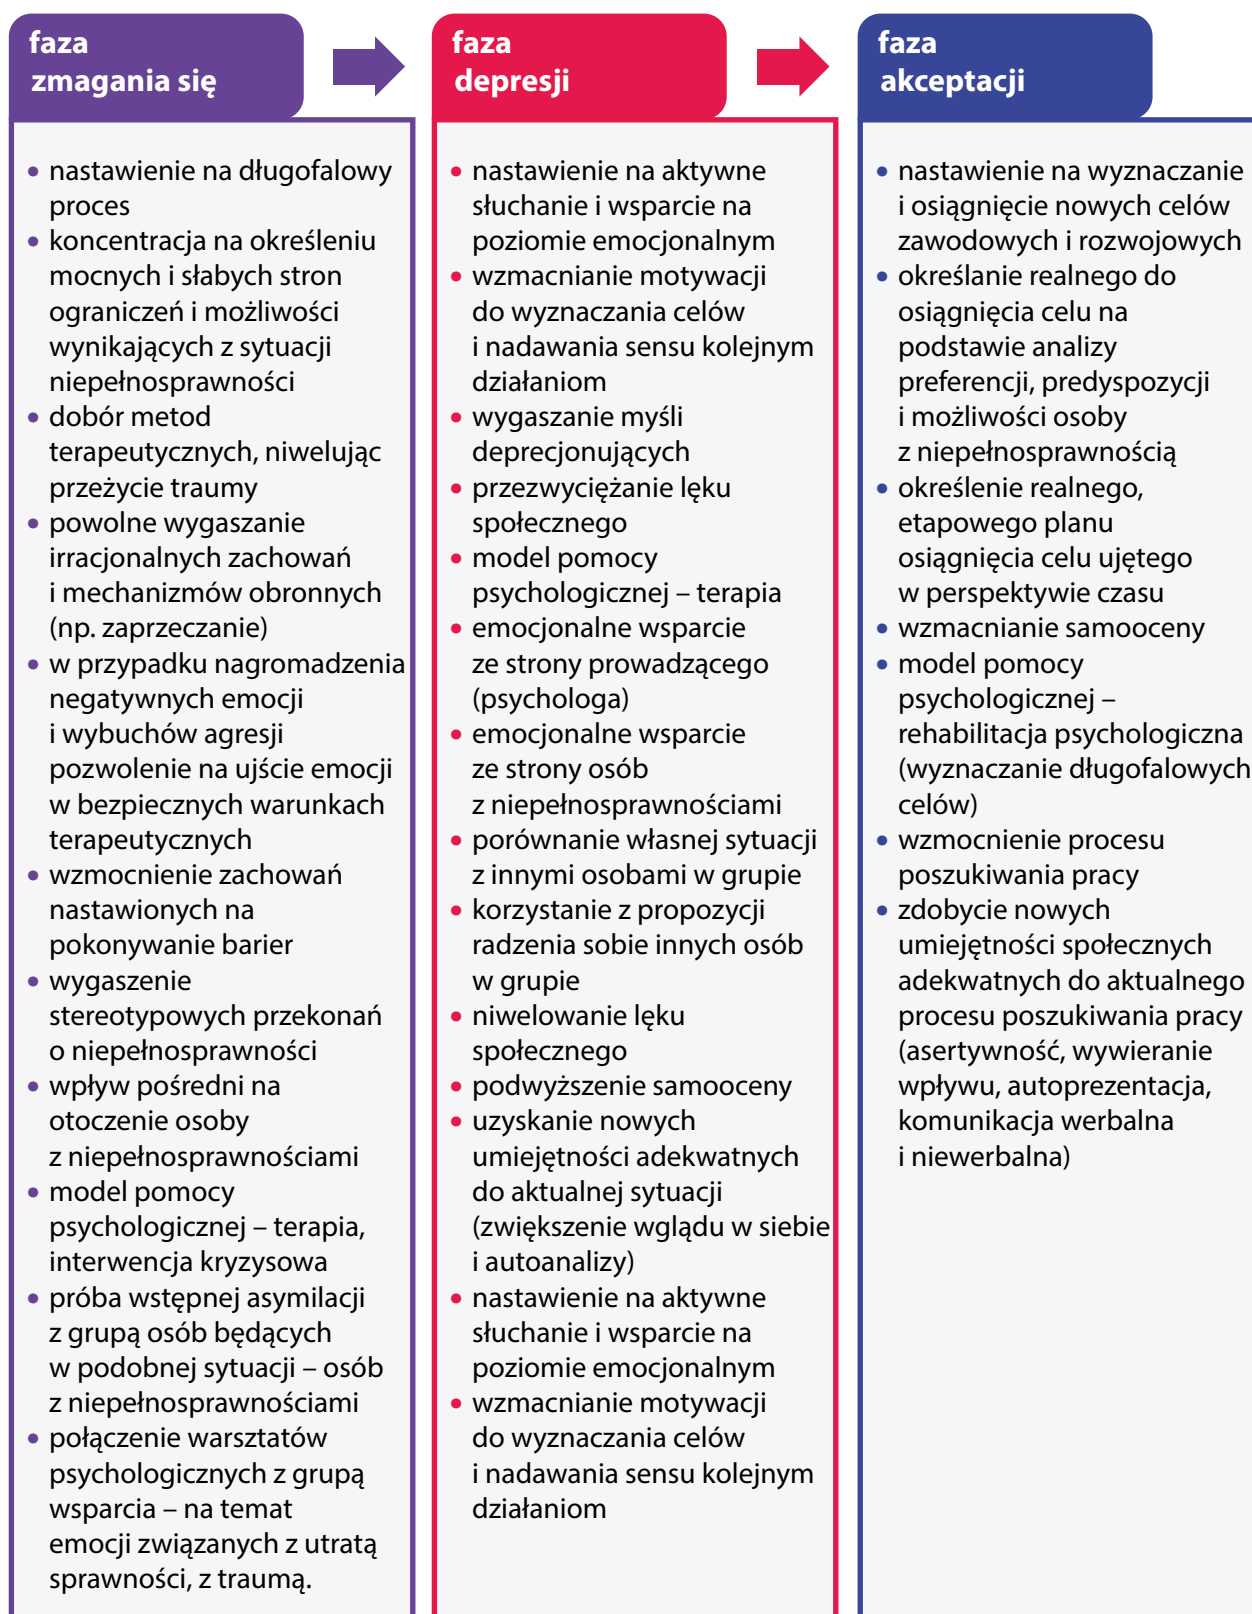 faza
zmagania się
nastawienie na długofalowy
proces
koncentracja na określeniu
mocnych i słabych stron
ograniczeń i możliwości
wynikających z sytuacji
niepełnosprawności
dobór metod
terapeutycznych, niwelując
przeżycie traumy
powolne wygaszanie
irracjonalnych zachowań
i mechanizmów obronnych
(np. zaprzeczanie)
w przypadku nagromadzenia
negatywnych emocji
i wybuchów agresji
pozwolenie na ujście emocji
w bezpiecznych warunkach
terapeutycznych
wzmocnienie zachowań
nastawionych na
pokonywanie barier
wygaszenie
stereotypowych przekonań
o niepełnosprawności
wpływ pośredni na
otoczenie osoby
z niepełnosprawnościami
model pomocy
psychologicznej – terapia,
interwencja kryzysowa
próba wstępnej asymilacji
z grupą osób będących
w podobnej sytuacji – osób
z niepełnosprawnościami
połączenie warsztatów
psychologicznych z grupą
wsparcia – na temat
emocji związanych z utratą
sprawności, z traumą.
faza
depresji
nastawienie na aktywne
słuchanie i wsparcie na
poziomie emocjonalnym
wzmacnianie motywacji
do wyznaczania celów
i nadawania sensu kolejnym
działaniom
wygaszanie myśli
deprecjonujących
przezwyciężanie lęku
społecznego
model pomocy
psychologicznej – terapia
emocjonalne wsparcie
ze strony prowadzącego
(psychologa)
emocjonalne wsparcie
ze strony osób
z niepełnosprawnościami
porównanie własnej sytuacji
z innymi osobami w grupie
korzystanie z propozycji
radzenia sobie innych osób
w grupie
niwelowanie lęku
społecznego
podwyższenie samooceny
uzyskanie nowych
umiejętności adekwatnych
do aktualnej sytuacji
(zwiększenie wglądu w siebie
i autoanalizy)
nastawienie na aktywne
słuchanie i wsparcie na
poziomie emocjonalnym
wzmacnianie motywacji
do wyznaczania celów
i nadawania sensu kolejnym
działaniom
faza
akceptacji
nastawienie na wyznaczanie
i osiągnięcie nowych celów
zawodowych i rozwojowych
określanie realnego do
osiągnięcia celu na
podstawie analizy
preferencji, predyspozycji
i możliwości osoby
z niepełnosprawnością
określenie realnego,
etapowego planu
osiągnięcia celu ujętego
w perspektywie czasu
wzmacnianie samooceny
model pomocy
psychologicznej –
rehabilitacja psychologiczna
(wyznaczanie długofalowych
celów)
wzmocnienie procesu
poszukiwania pracy
zdobycie nowych
umiejętności społecznych
adekwatnych do aktualnego
procesu poszukiwania pracy
(asertywność, wywieranie
wpływu, autoprezentacja,
komunikacja werbalna
i niewerbalna)